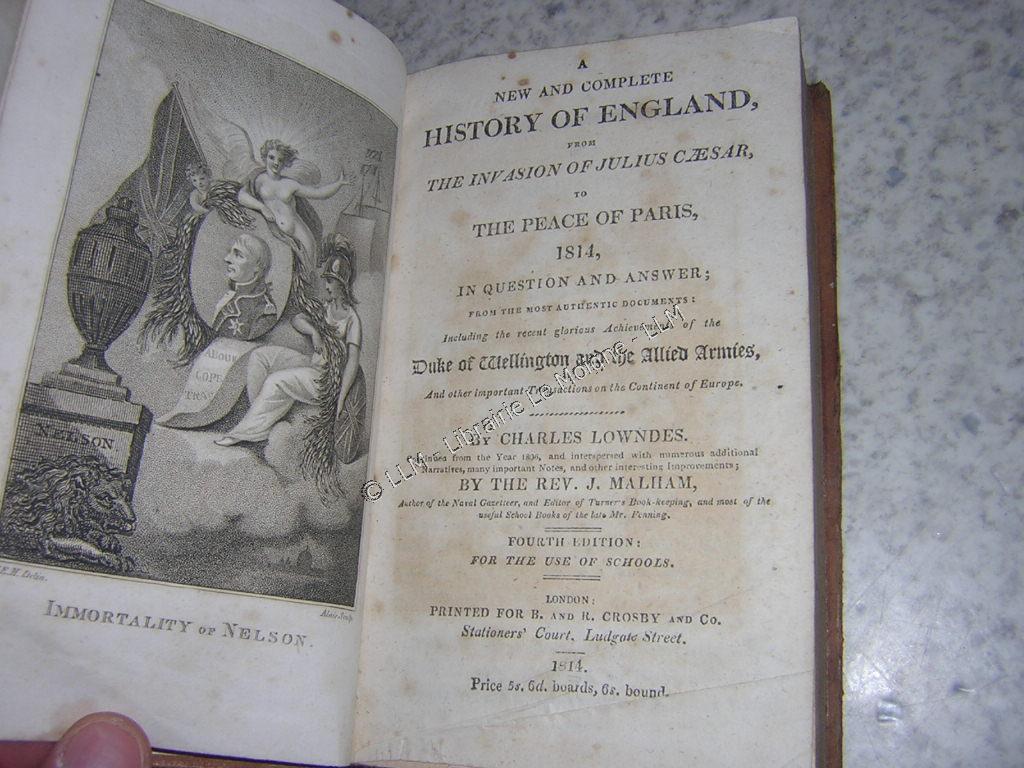 NELSON
ABOUK
COPE
TRA
E. M. Delin.
IMMORTALITY OF NELSON.
A
NEW AND COMPLETE
HISTORY OF ENGLAND,
FROM
THE INVASION OF JULIUS CÆSAR,
TO
THE PEACE OF PARIS,
1814,
IN QUESTION AND ANSWER;
FROM THE MOST AUTHENTIC DOCUMENTS:
Including the recent glorious Achievements of the
Duke of Wellington and the Allied Armies,
And other important Transactions on the Continent of Europe.
BY CHARLES LOWNDES.
Continued from the Year 1806, and interspersed with numerous additional
Narratives, many important Notes, and other interesting Improvements;
BY THE REV. J. MALHAM,
Author of the Naval Gazetteer, and Editor of Turner's Book-keeping, and most of the
useful School Books of the late Mr. Fenning.
FOURTH EDITION:
FOR THE USE OF SCHOOLS.
LONDON:
PRINTED FOR B. AND R. CROSBY AND CO.
Stationers' Court, Ludgate Street.
1814.
Price 5s. 6d. boards, 6s. bound.
© LLM - Librairie Le Moyne - LLM